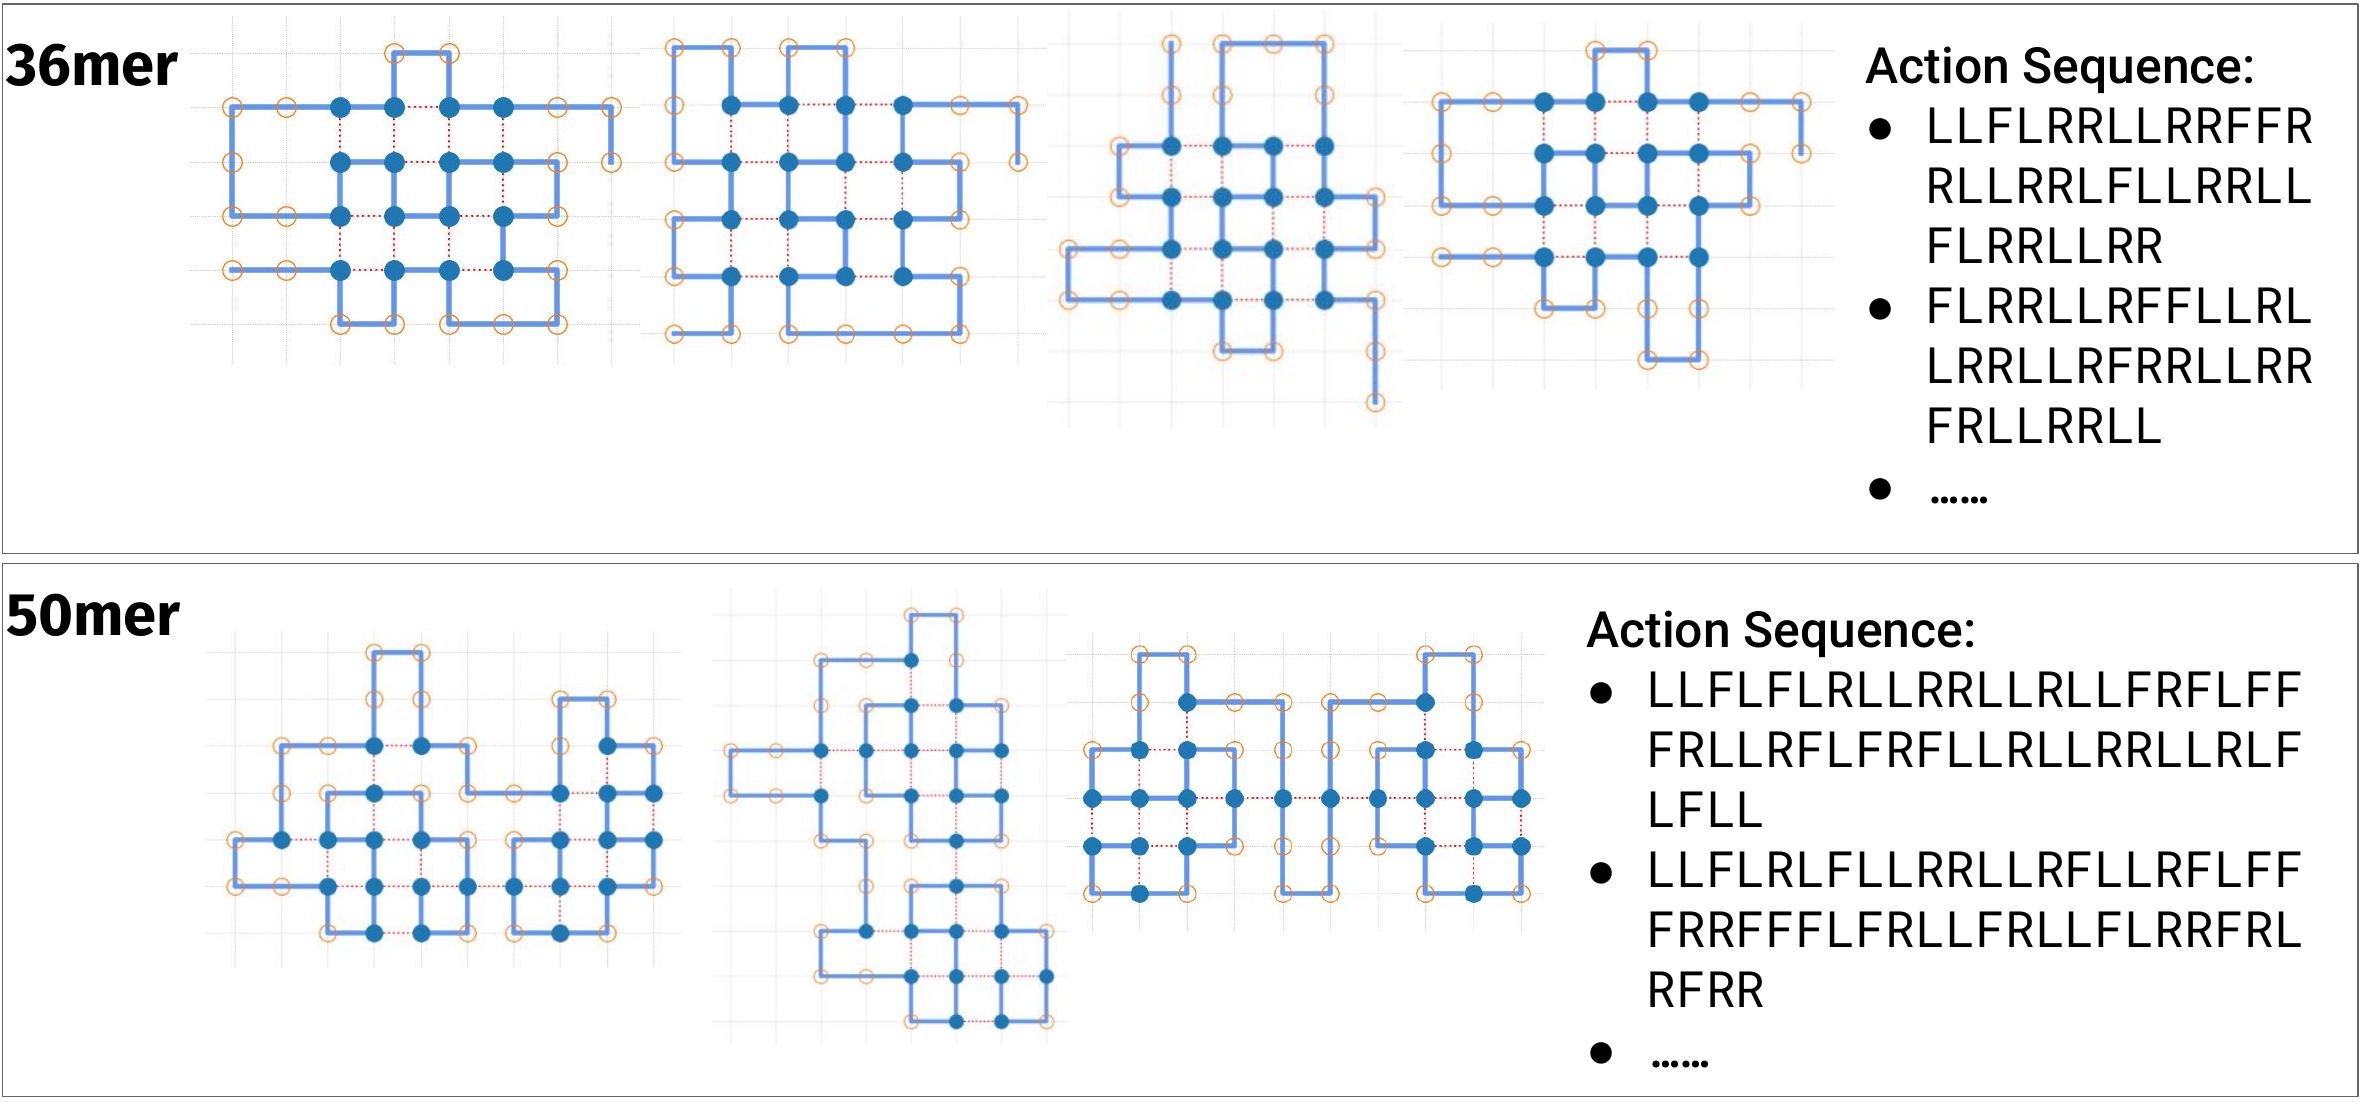 36mer
Action Sequence:
● LLFLRRLLRRFFR
RLLRRLFLLRRLL
FLRRLLRR
● FLRRLLRFFLLRL
LRRLLRFRRLLRR
FRLLRRLL
● ......
50mer
Action Sequence:
● LLFLFLRLLRRLLRLLFRFLFF
FRLLRFLFRFLLRLLRRLLRLF
LFLL
● LLFLRLFLLRRLLRFLLRFLFF
FRRFFFLFRLLFRLLFLRRFRL
RFRR
● ......